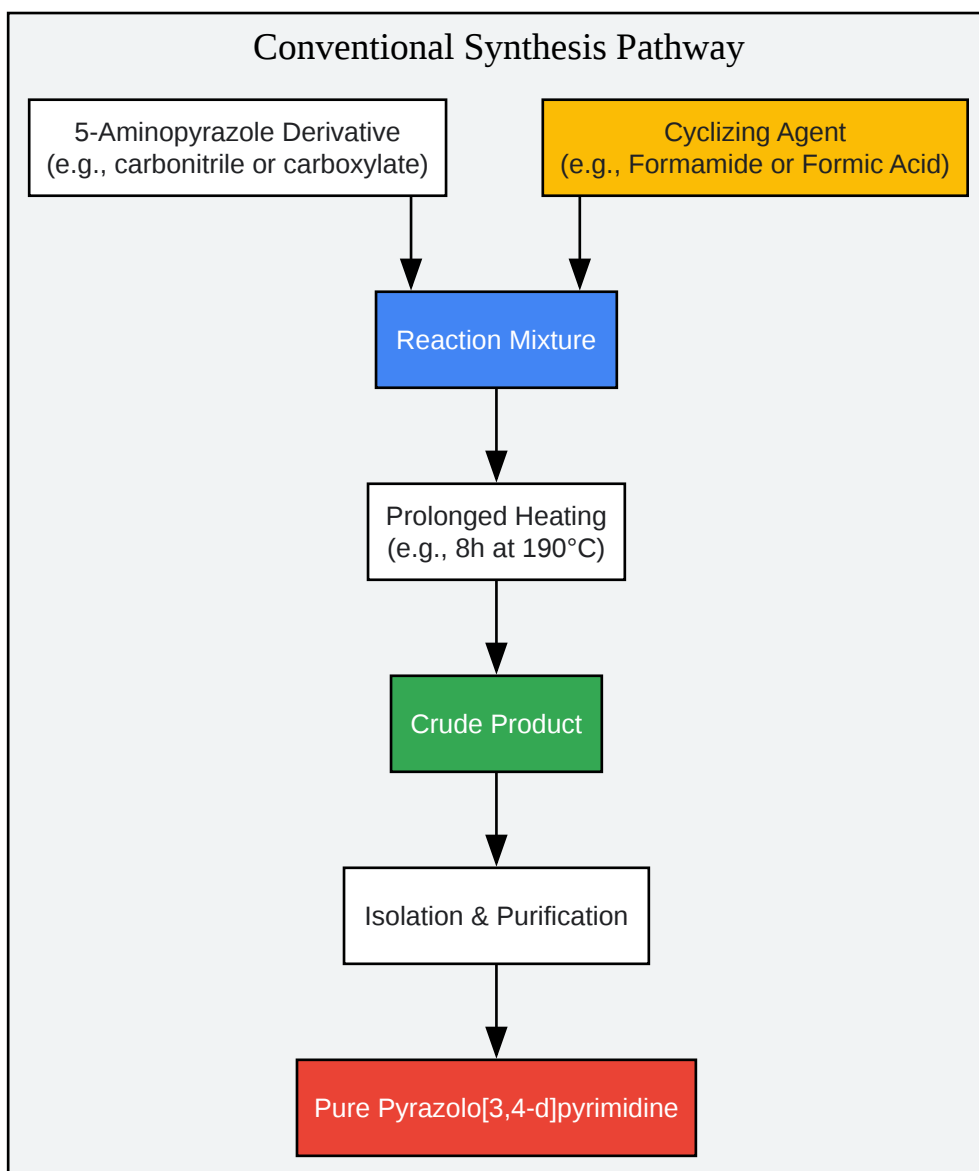 Conventional Synthesis Pathway
5-Aminopyrazole Derivative
(e.g., carbonitrile or carboxylate)
Cyclizing Agent
(e.g., Formamide or Formic Acid)
Reaction Mixture
Prolonged Heating
(e.g., 8h at 190°C)
Crude Product
Isolation & Purification
Pure Pyrazolo[3,4-d]pyrimidine